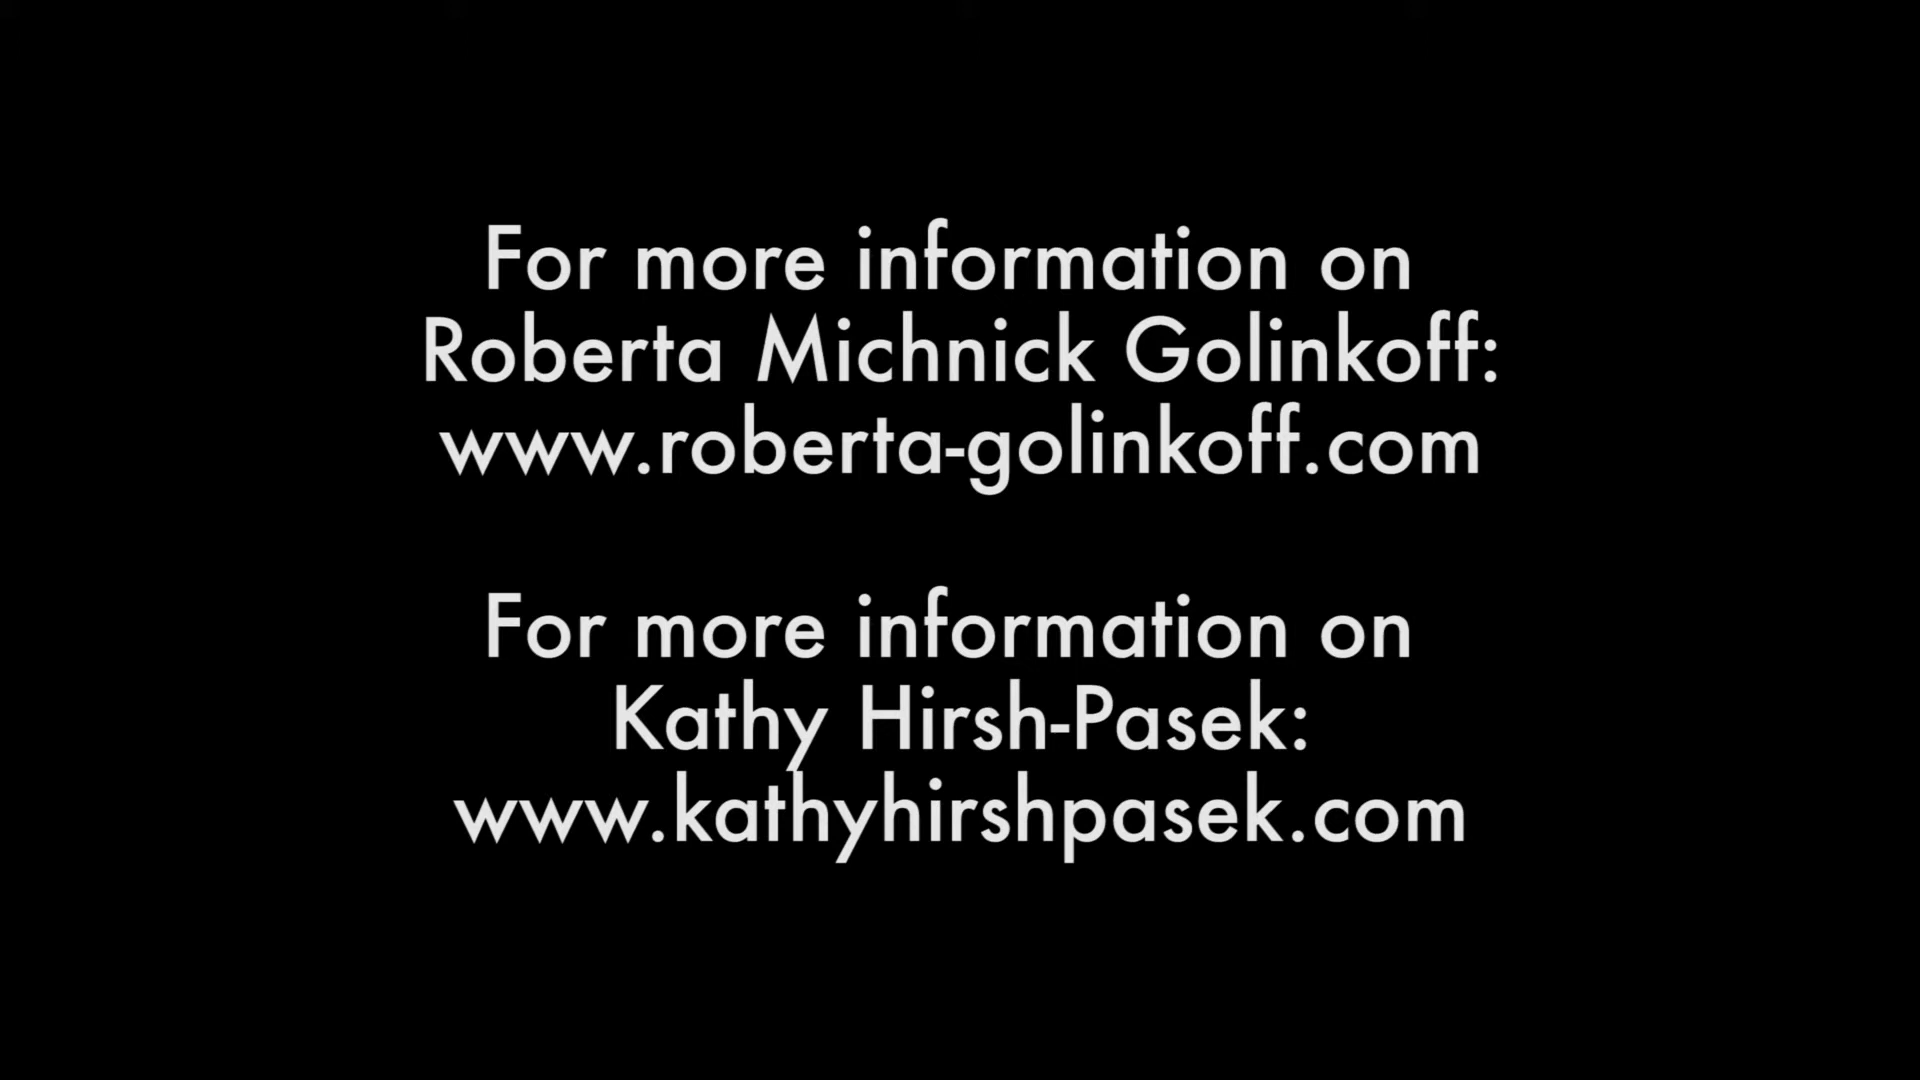 For more information on
Roberta Michnick Golinkoff:
www.roberta-golinkoff.com
For more information on
Kathy Hirsh-Pasek:
www.kathyhirshpasek.com